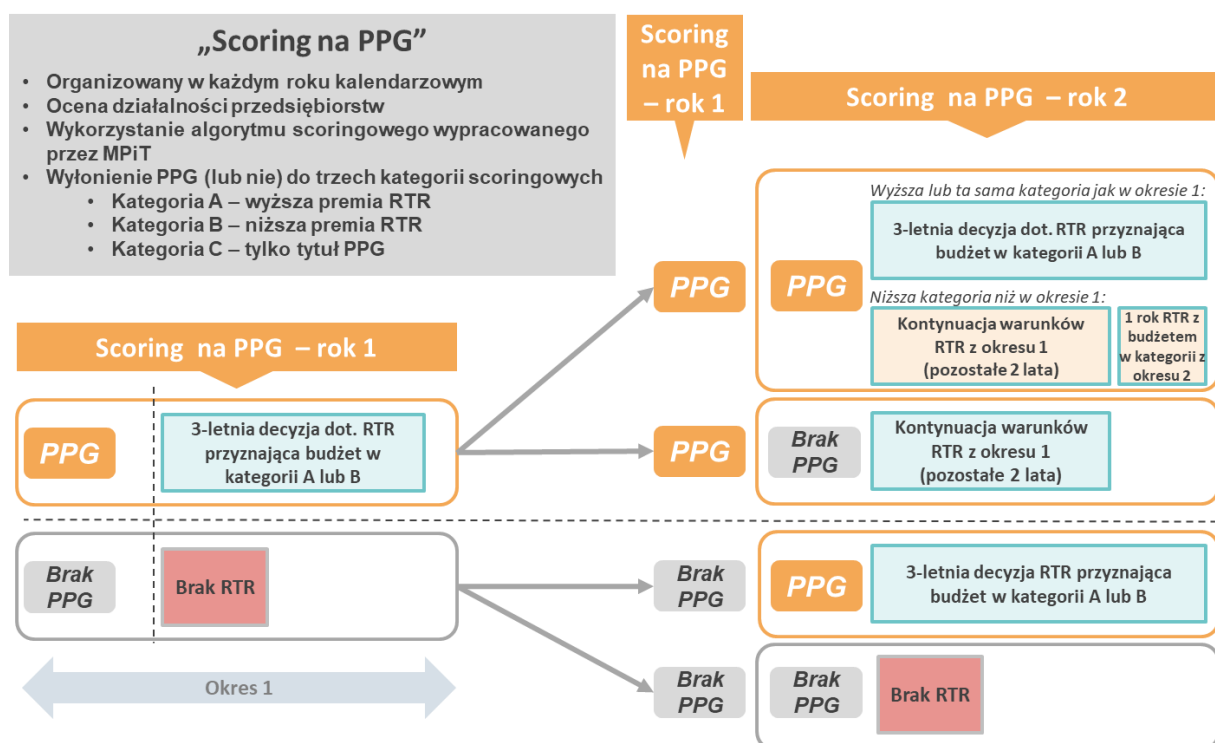 „Scoring na PPG”
• Organizowany w każdym roku kalendarzowym
• Ocena działalności przedsiębiorstw
• Wykorzystanie algorytmu scoringowego wypracowanego
przez MPiT
• Wyłonienie PPG (lub nie) do trzech kategorii scoringowych
• Kategoria A – wyższa premia RTR
• Kategoria B – niższa premia RTR
• Kategoria C – tylko tytuł PPG
Scoring na PPG – rok 1
PPG
3-letnia decyzja dot. RTR
przyznająca budżet w
kategorii A lub B
Brak
PPG
Brak RTR
Okres 1
Scoring
na PPG
– rok 1
Scoring na PPG – rok 2
PPG
PPG
Wyższa lub ta sama kategoria jak w okresie 1:
3-letnia decyzja dot. RTR przyznająca
budżet w kategorii A lub B
Niższa kategoria niż w okresie 1:
Kontynuacja warunków
RTR z okresu 1
(pozostałe 2 lata)
1 rok RTR z
budżetem
w kategorii z
okresu 2
PPG
Brak
PPG
Kontynuacja warunków
RTR z okresu 1
(pozostałe 2 lata)
Brak
PPG
PPG
3-letnia decyzja RTR przyznająca
budżet w kategorii A lub B
Brak
PPG
Brak
PPG
Brak RTR